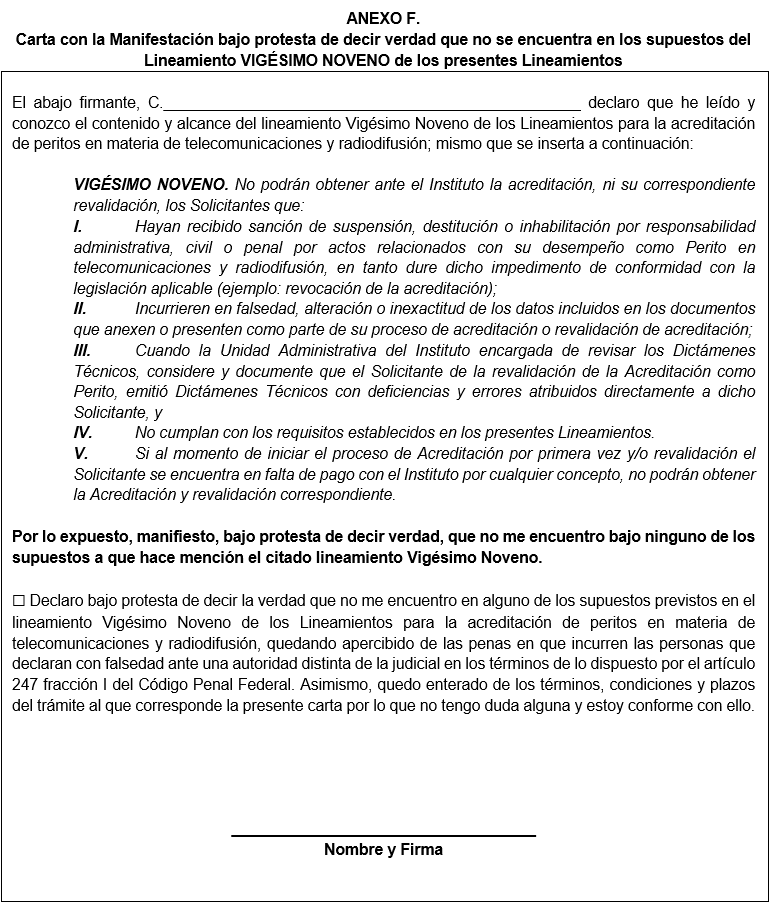 ANEXO F.
Carta con la Manifestación bajo protesta de decir verdad que no se encuentra en los supuestos del
Lineamiento VIGÉSIMO NOVENO de los presentes Lineamientos
El abajo firmante, C.________________________________________________ declaro que he leído y
conozco el contenido y alcance del lineamiento Vigésimo Noveno de los Lineamientos para la acreditación
de peritos en materia de telecomunicaciones y radiodifusión; mismo que se inserta a continuación:
VIGÉSIMO NOVENO. No podrán obtener ante el Instituto la acreditación, ni su correspondiente
revalidación, los Solicitantes que:
I. Hayan recibido sanción de suspensión, destitución o inhabilitación por responsabilidad
administrativa, civil o penal por actos relacionados con su desempeño como Perito en
telecomunicaciones y radiodifusión, en tanto dure dicho impedimento de conformidad con la
legislación aplicable (ejemplo: revocación de la acreditación);
II. Incurrieren en falsedad, alteración o inexactitud de los datos incluidos en los documentos
que anexen o presenten como parte de su proceso de acreditación o revalidación de acreditación;
III. Cuando la Unidad Administrativa del Instituto encargada de revisar los Dictámenes
Técnicos, considere y documente que el Solicitante de la revalidación de la Acreditación como
Perito, emitió Dictámenes Técnicos con deficiencias y errores atribuidos directamente a dicho
Solicitante, y
IV. No cumplan con los requisitos establecidos en los presentes Lineamientos.
V. Si al momento de iniciar el proceso de Acreditación por primera vez y/o revalidación el
Solicitante se encuentra en falta de pago con el Instituto por cualquier concepto, no podrán obtener
la Acreditación y revalidación correspondiente.
Por lo expuesto, manifiesto, bajo protesta de decir verdad, que no me encuentro bajo ninguno de los
supuestos a que hace mención el citado lineamiento Vigésimo Noveno.
☐ Declaro bajo protesta de decir la verdad que no me encuentro en alguno de los supuestos previstos en el
lineamiento Vigésimo Noveno de los Lineamientos para la acreditación de peritos en materia de
telecomunicaciones y radiodifusión, quedando apercibido de las penas en que incurren las personas que
declaran con falsedad ante una autoridad distinta de la judicial en los términos de lo dispuesto por el artículo
247 fracción I del Código Penal Federal. Asimismo, quedo enterado de los términos, condiciones y plazos
del trámite al que corresponde la presente carta por lo que no tengo duda alguna y estoy conforme con ello.
Nombre y Firma